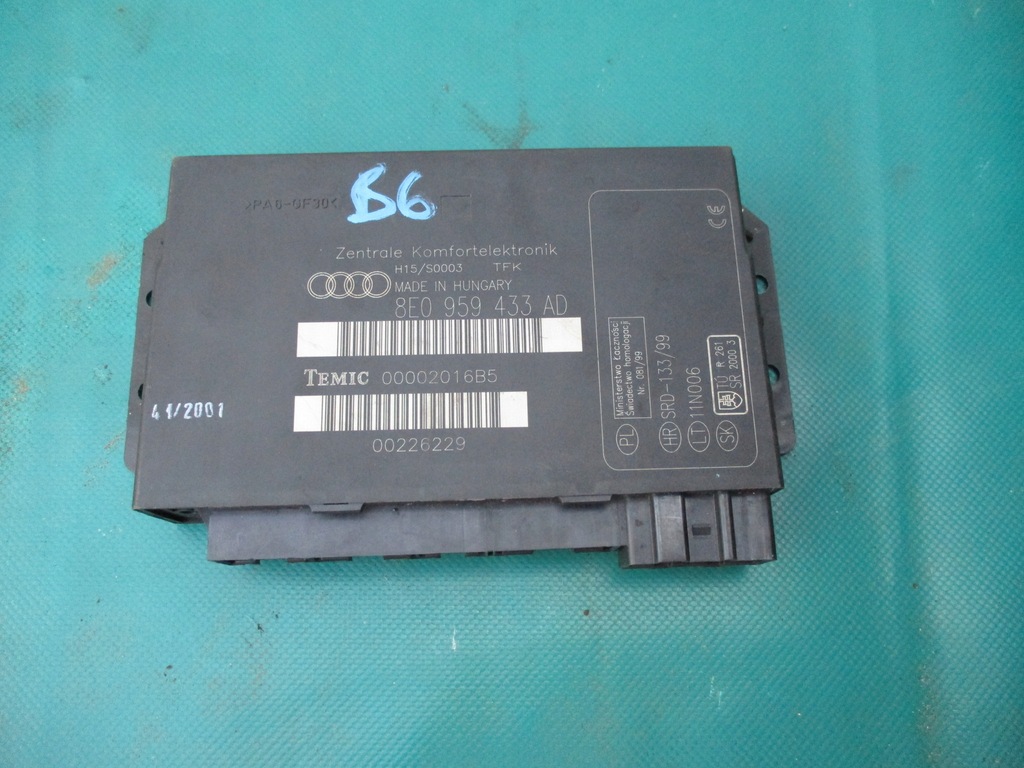 >PA6-GF30<
B6
Zentrale Komfortelektronik
H15/S0003 TFK
MADE IN HUNGARY
8E0 959 433 AD
TEMIC 00002016B5
00226229
41/2001
CE
PL Ministerstwo Łączności
Świadectwo homologacji
Nr. 081/99
HR SRD-133/99
LT 11N006
SK TÚ R 261
SR 2000 3